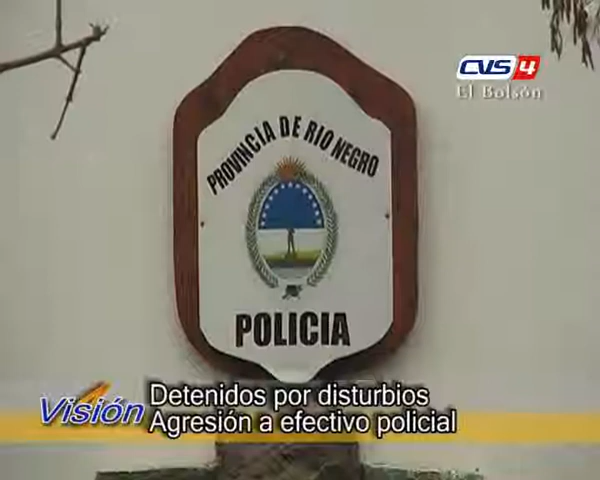 CVS 4
El Bolsón
PROVINCIA DE RIO NEGRO
POLICIA
Visión
Detenidos por disturbios
Agresión a efectivo policial